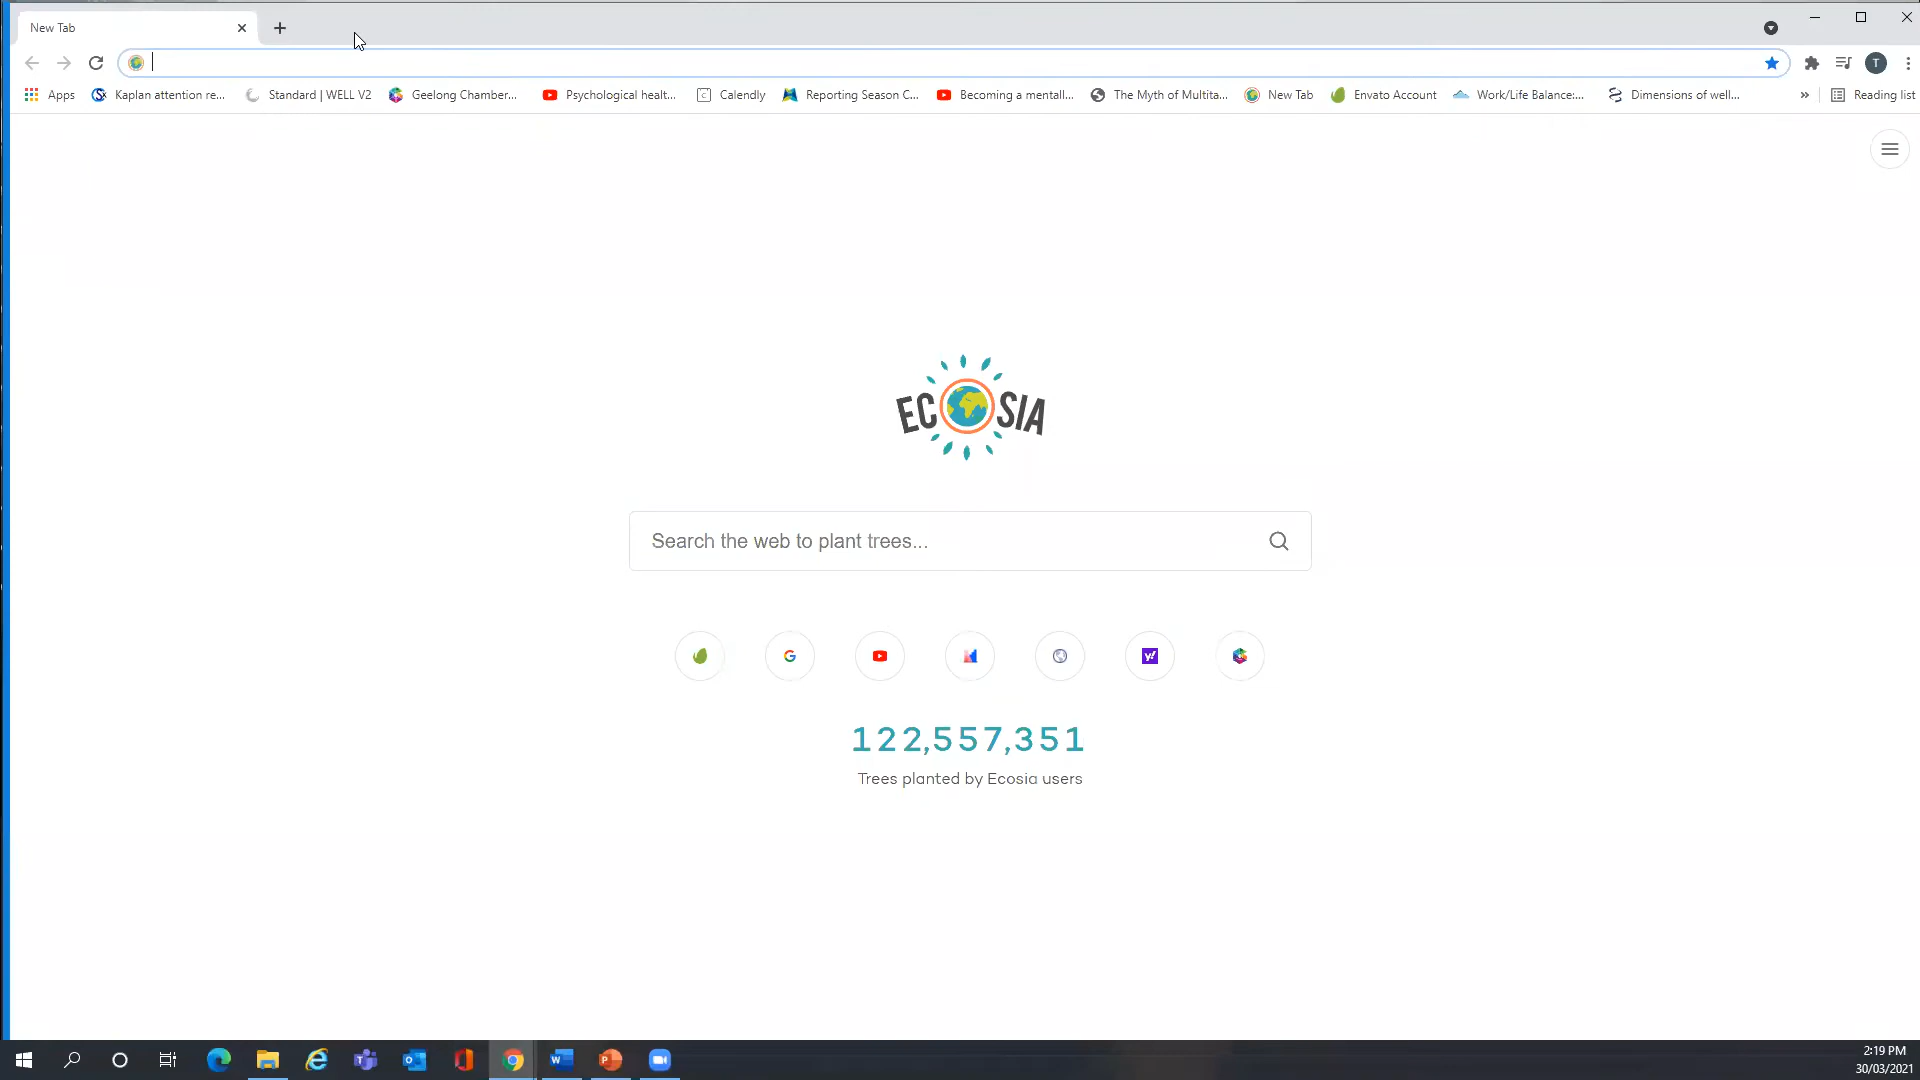 New Tab
Apps
Kaplan attention re...
Standard | WELL V2
Geelong Chamber...
Psychological healt...
Calendly
Reporting Season C...
Becoming a mentall...
The Myth of Multita...
New Tab
Envato Account
Work/Life Balance:...
Dimensions of well...
»
Reading list
T
ECOSIA
Search the web to plant trees...
122,557,351
Trees planted by Ecosia users
2:19 PM
30/03/2021